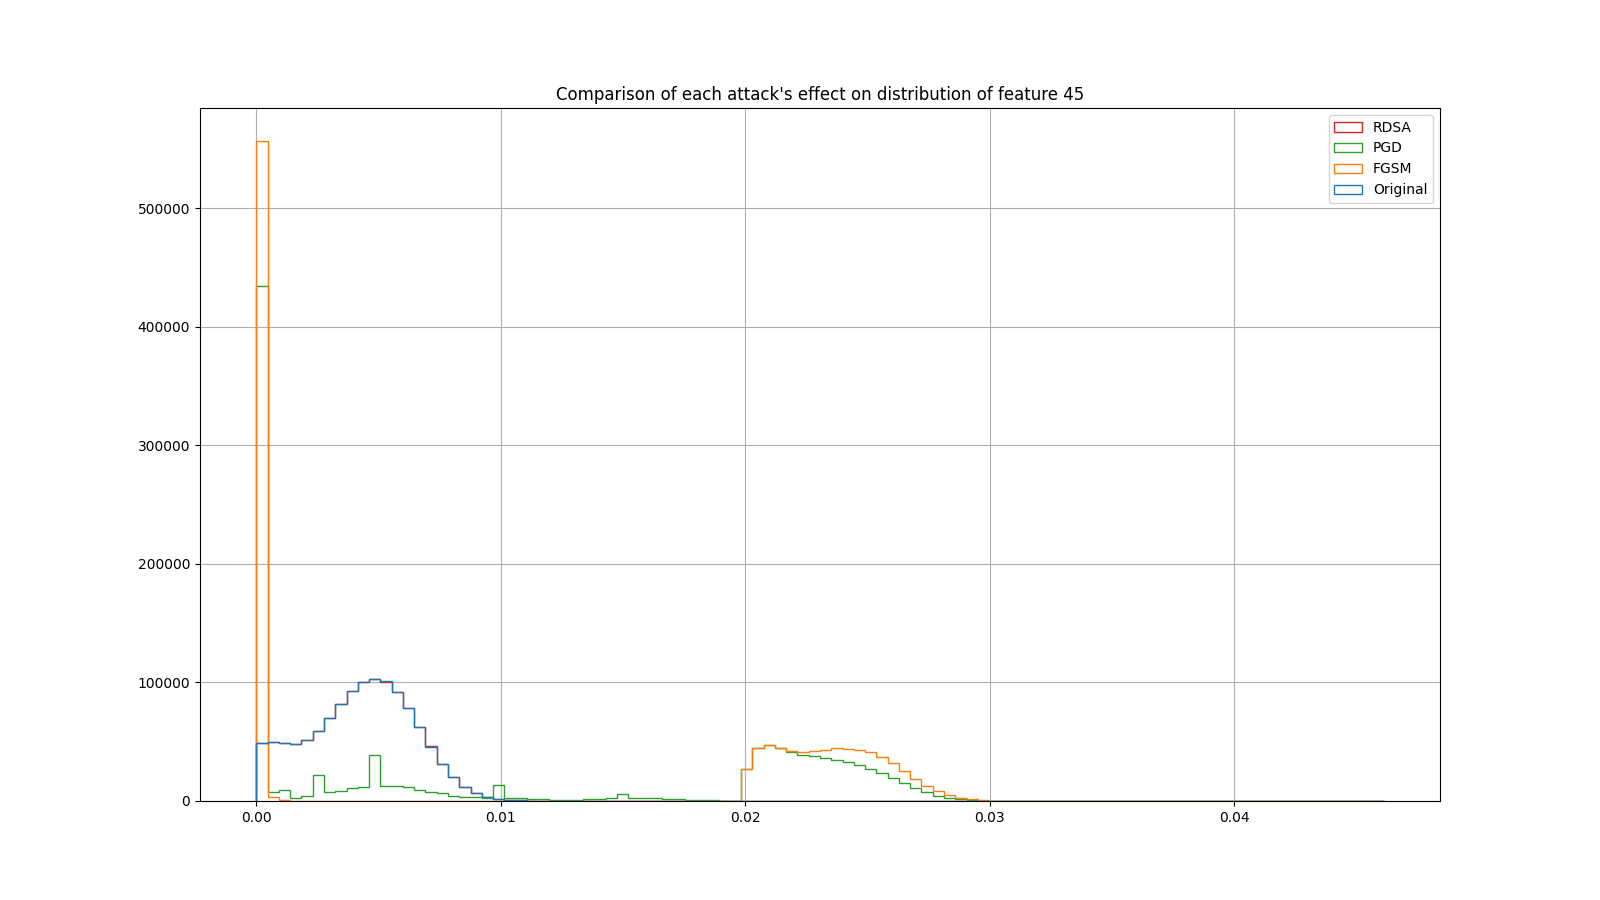 Comparison of each attack's effect on distribution of feature 45
RDSA
PGD
FGSM
Original
500000
400000
300000
200000
100000
0
0.00 0.01 0.02 0.03 0.04